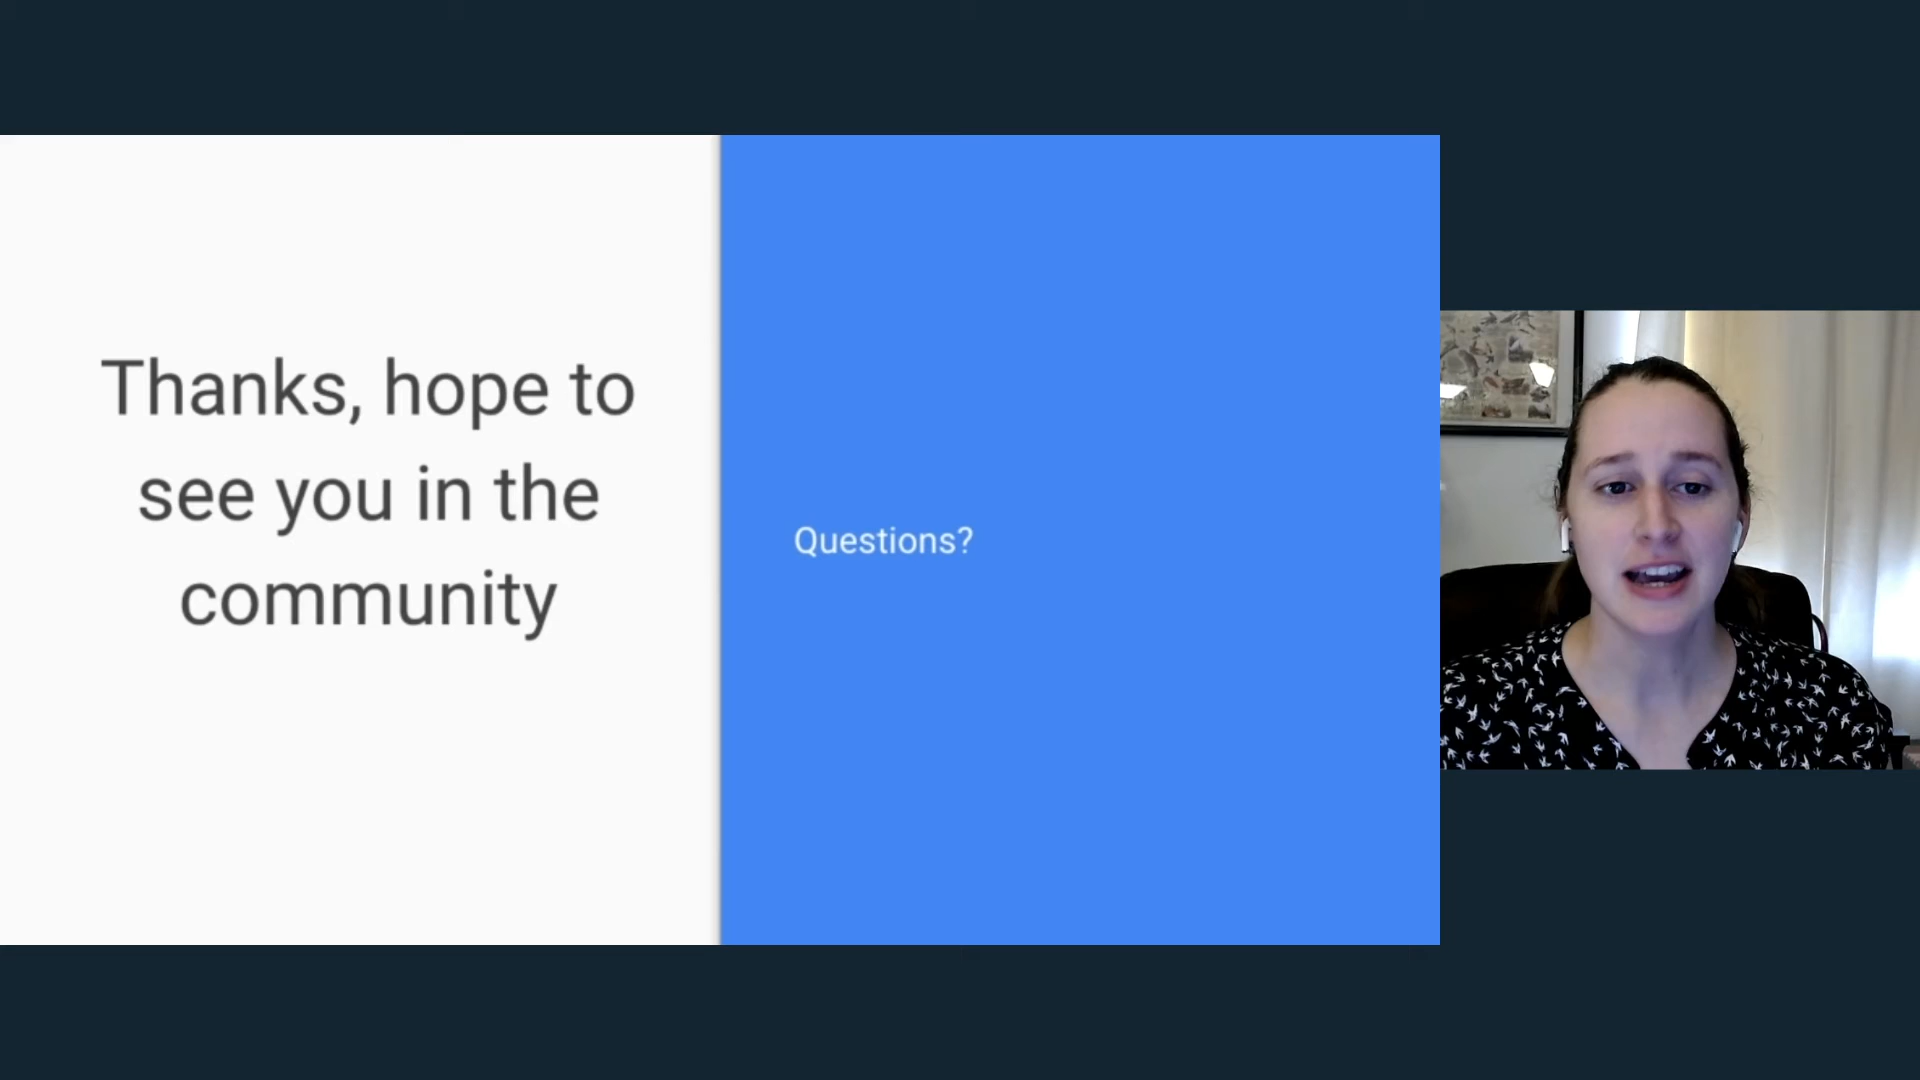 Thanks, hope to
see you in the
community
Questions?